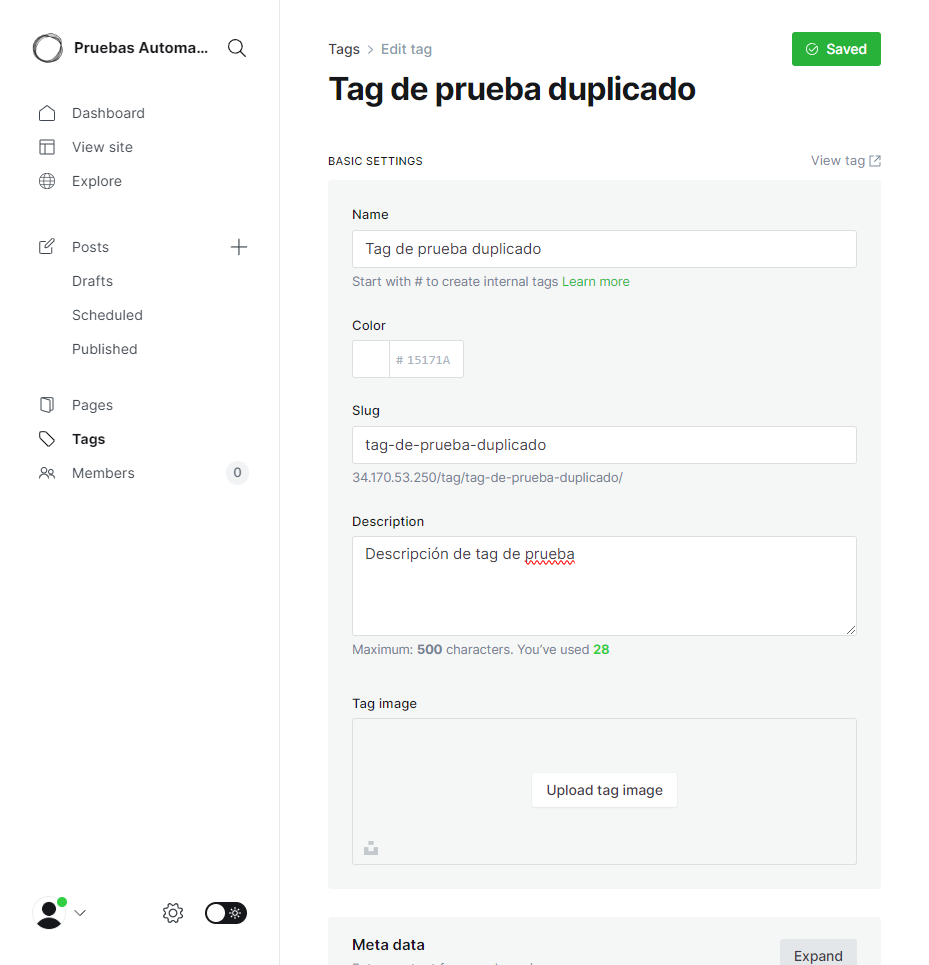 Pruebas Automa...
Dashboard
View site
Explore
Posts
Drafts
Scheduled
Published
Pages
Tags
Members 0
Tags > Edit tag
Saved
Tag de prueba duplicado
BASIC SETTINGS
View tag
Name
Tag de prueba duplicado
Start with # to create internal tags Learn more
Color
# 15171A
Slug
tag-de-prueba-duplicado
34.170.53.250/tag/tag-de-prueba-duplicado/
Description
Descripción de tag de prueba
Maximum: 500 characters. You’ve used 28
Tag image
Upload tag image
Meta data
Expand